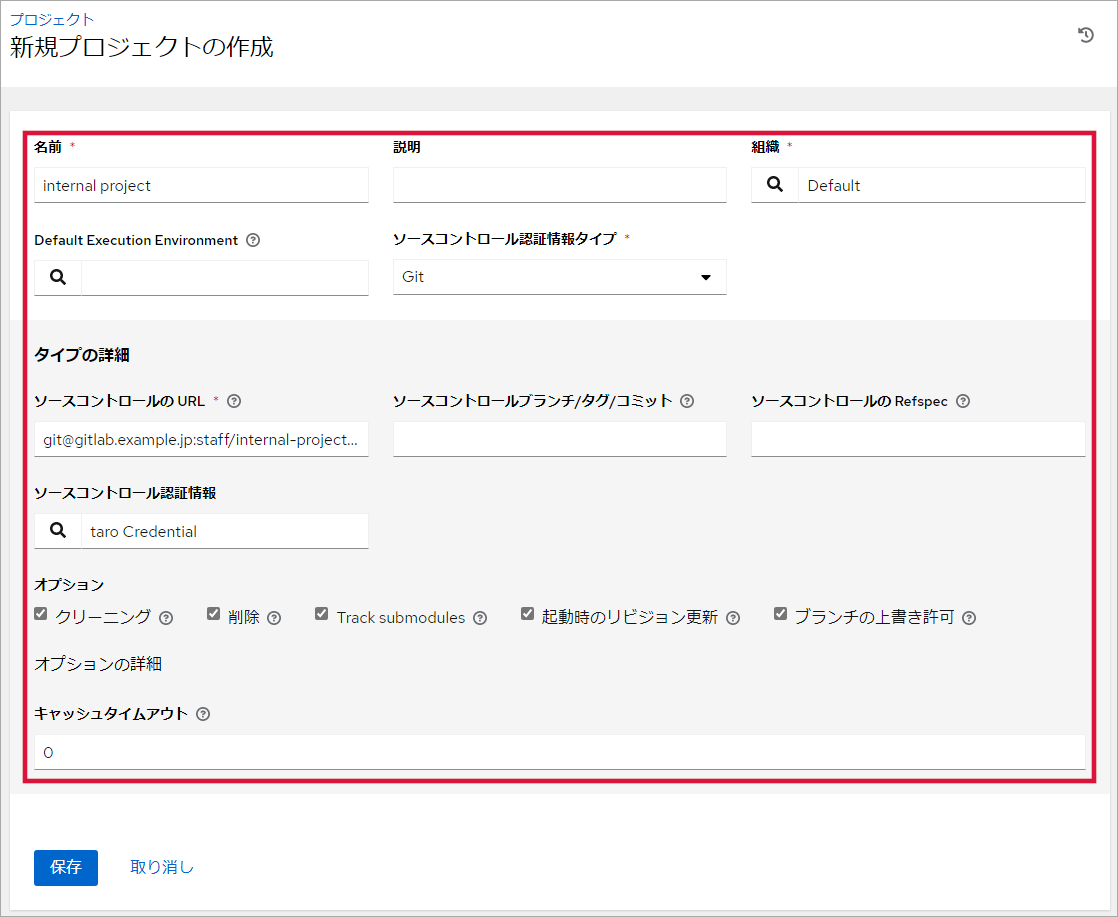 プロジェクト
新規プロジェクトの作成
名前 *
説明
組織 *
internal project
Default
Default Execution Environment
ソースコントロール認証情報タイプ *
Git
タイプの詳細
ソースコントロールの URL *
ソースコントロールブランチ/タグ/コミット
ソースコントロールの Refspec
git@gitlab.example.jp:staff/internal-project...
ソースコントロール認証情報
taro Credential
オプション
クリーニング
削除
Track submodules
起動時のリビジョン更新
ブランチの上書き許可
オプションの詳細
キャッシュタイムアウト
0
保存
取り消し